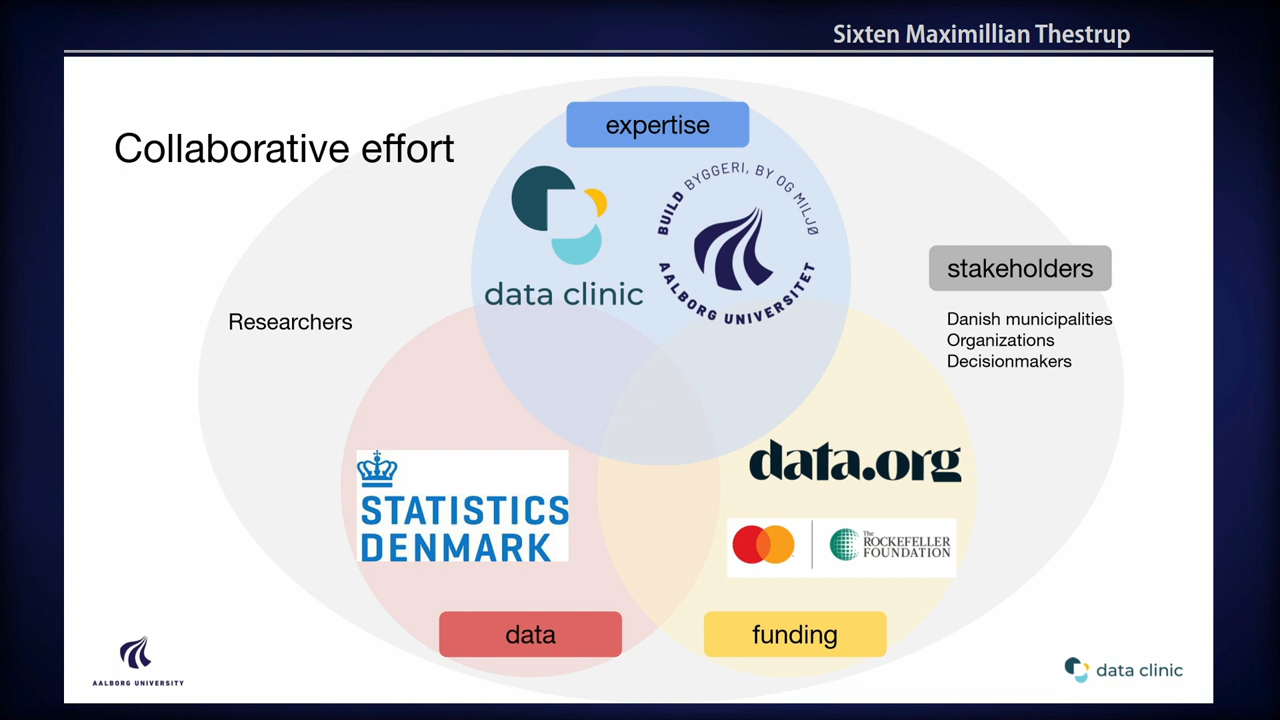 Sixten Maximillian Thestrup
Collaborative effort
expertise
data clinic
BUILD BYGGERI, BY OG MILJØ
AALBORG UNIVERSITET
stakeholders
Danish municipalities
Organizations
Decisionmakers
Researchers
STATISTICS
DENMARK
data.org
The
ROCKEFELLER
FOUNDATION
data
funding
AALBORG UNIVERSITY
data clinic